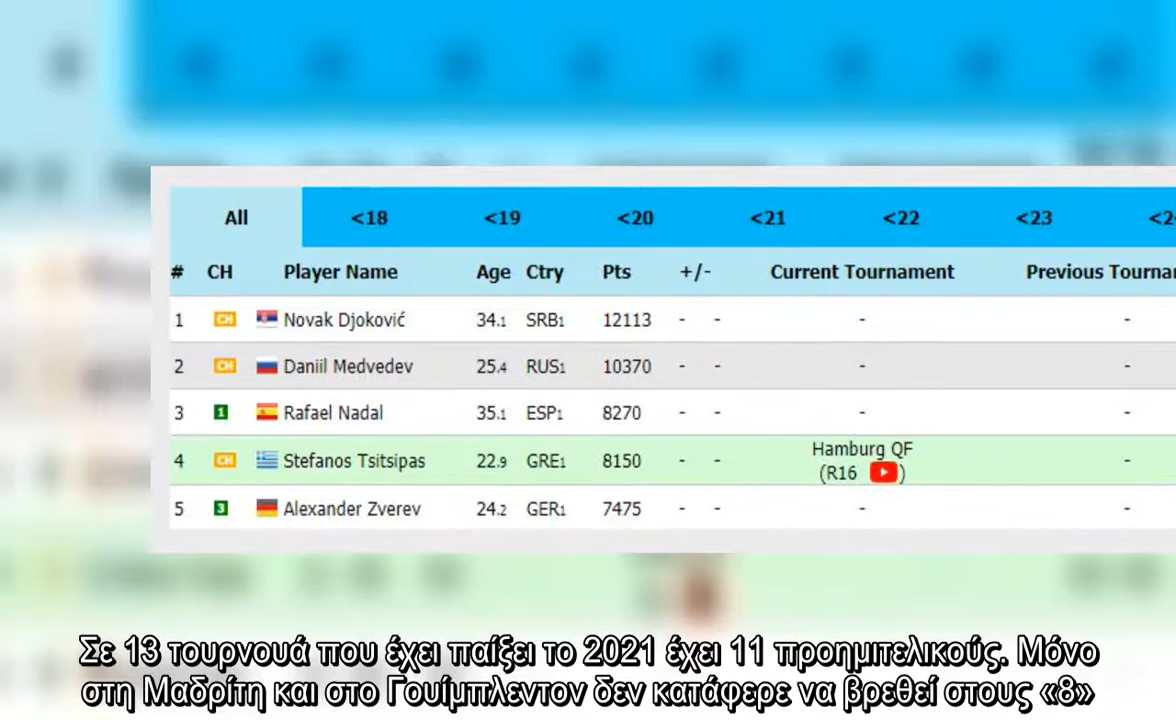 All <18 <19 <20 <21 <22 <23
# CH Player Name Age Ctry Pts +/- Current Tournament Previous
1 CH Novak Djoković 34.1 SRB1 12113 - - - -
2 CH Daniil Medvedev 25.4 RUS1 10370 - - - -
3 1 Rafael Nadal 35.1 ESP1 8270 - - - -
Hamburg QF
4 CH Stefanos Tsitsipas 22.9 GRE1 8150 - - -
(R16 )
5 3 Alexander Zverev 24.2 GER1 7475 - - - -
Σε 13 τουρνουά που έχει παίξει το 2021 έχει 11 προημιτελικούς. Μόνο
στη Μαδρίτη και στο Γουίμπλεντον δεν κατάφερε να βρεθεί στους «8»